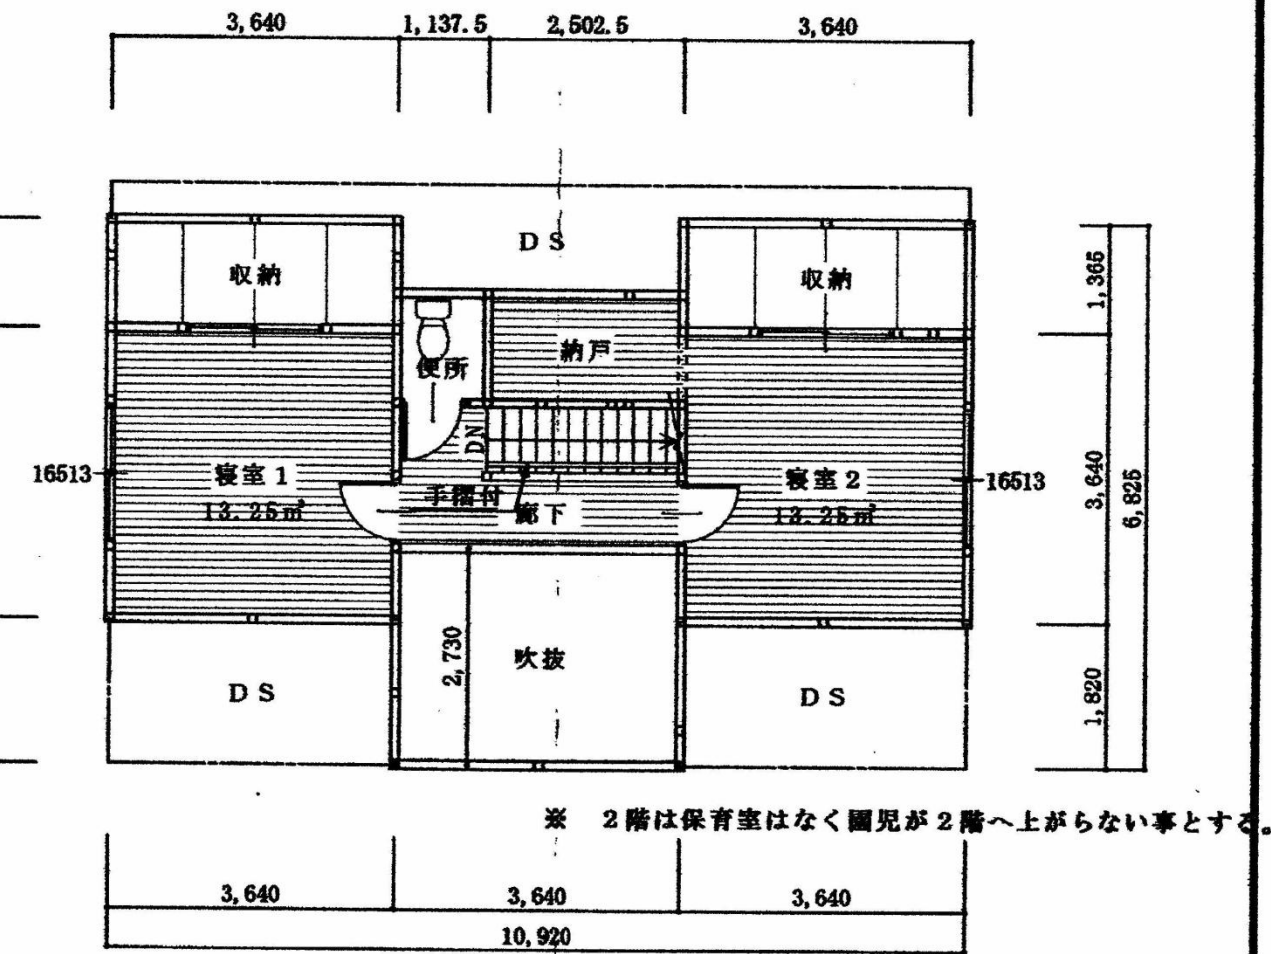 3,640
1,137.5
2,502.5
3,640
DS
収納
収納
1,365
便所
納戸
DN
16513
寝室1
13.25㎡
手摺付
廊下
寝室2
13.25㎡
16513
3,640
6,825
2,730
吹抜
DS
DS
1,820
※ 2階は保育室はなく園児が2階へ上がらない事とする。
3,640
3,640
3,640
10,920